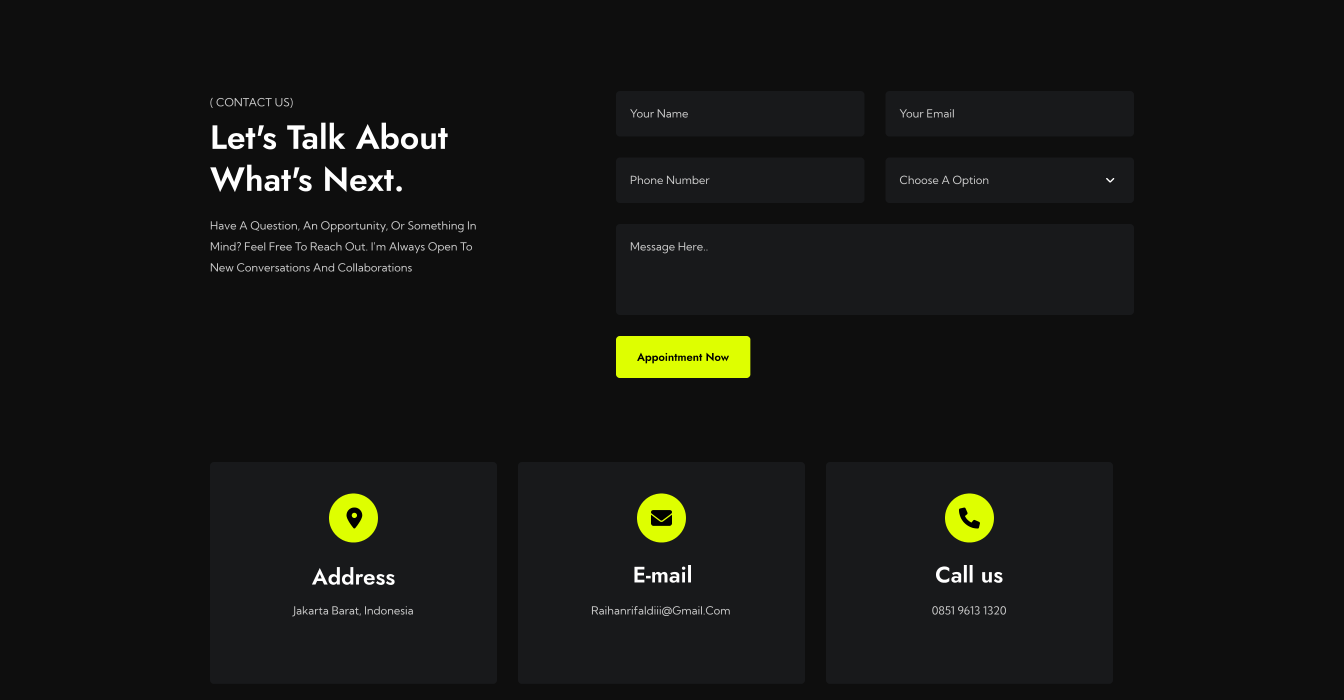 ( CONTACT US)
Let's Talk About
What's Next.
Have A Question, An Opportunity, Or Something In
Mind? Feel Free To Reach Out. I'm Always Open To
New Conversations And Collaborations
Your Name
Your Email
Phone Number
Choose A Option
Message Here..
Appointment Now
Address
Jakarta Barat, Indonesia
E-mail
Raihanrifaldiii@Gmail.Com
Call us
0851 9613 1320